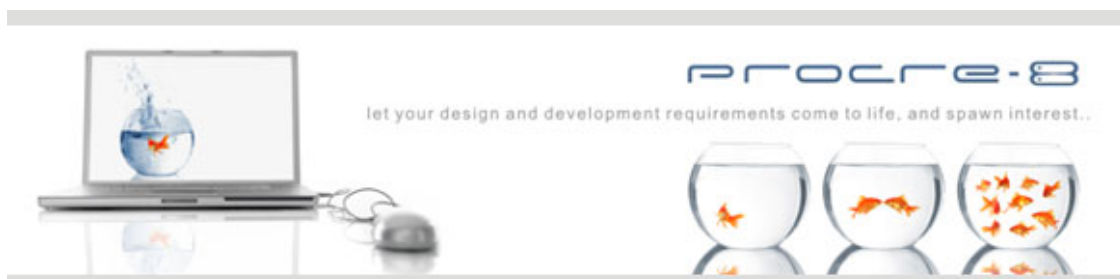 procre-8
let your design and development requirements come to life, and spawn interest..